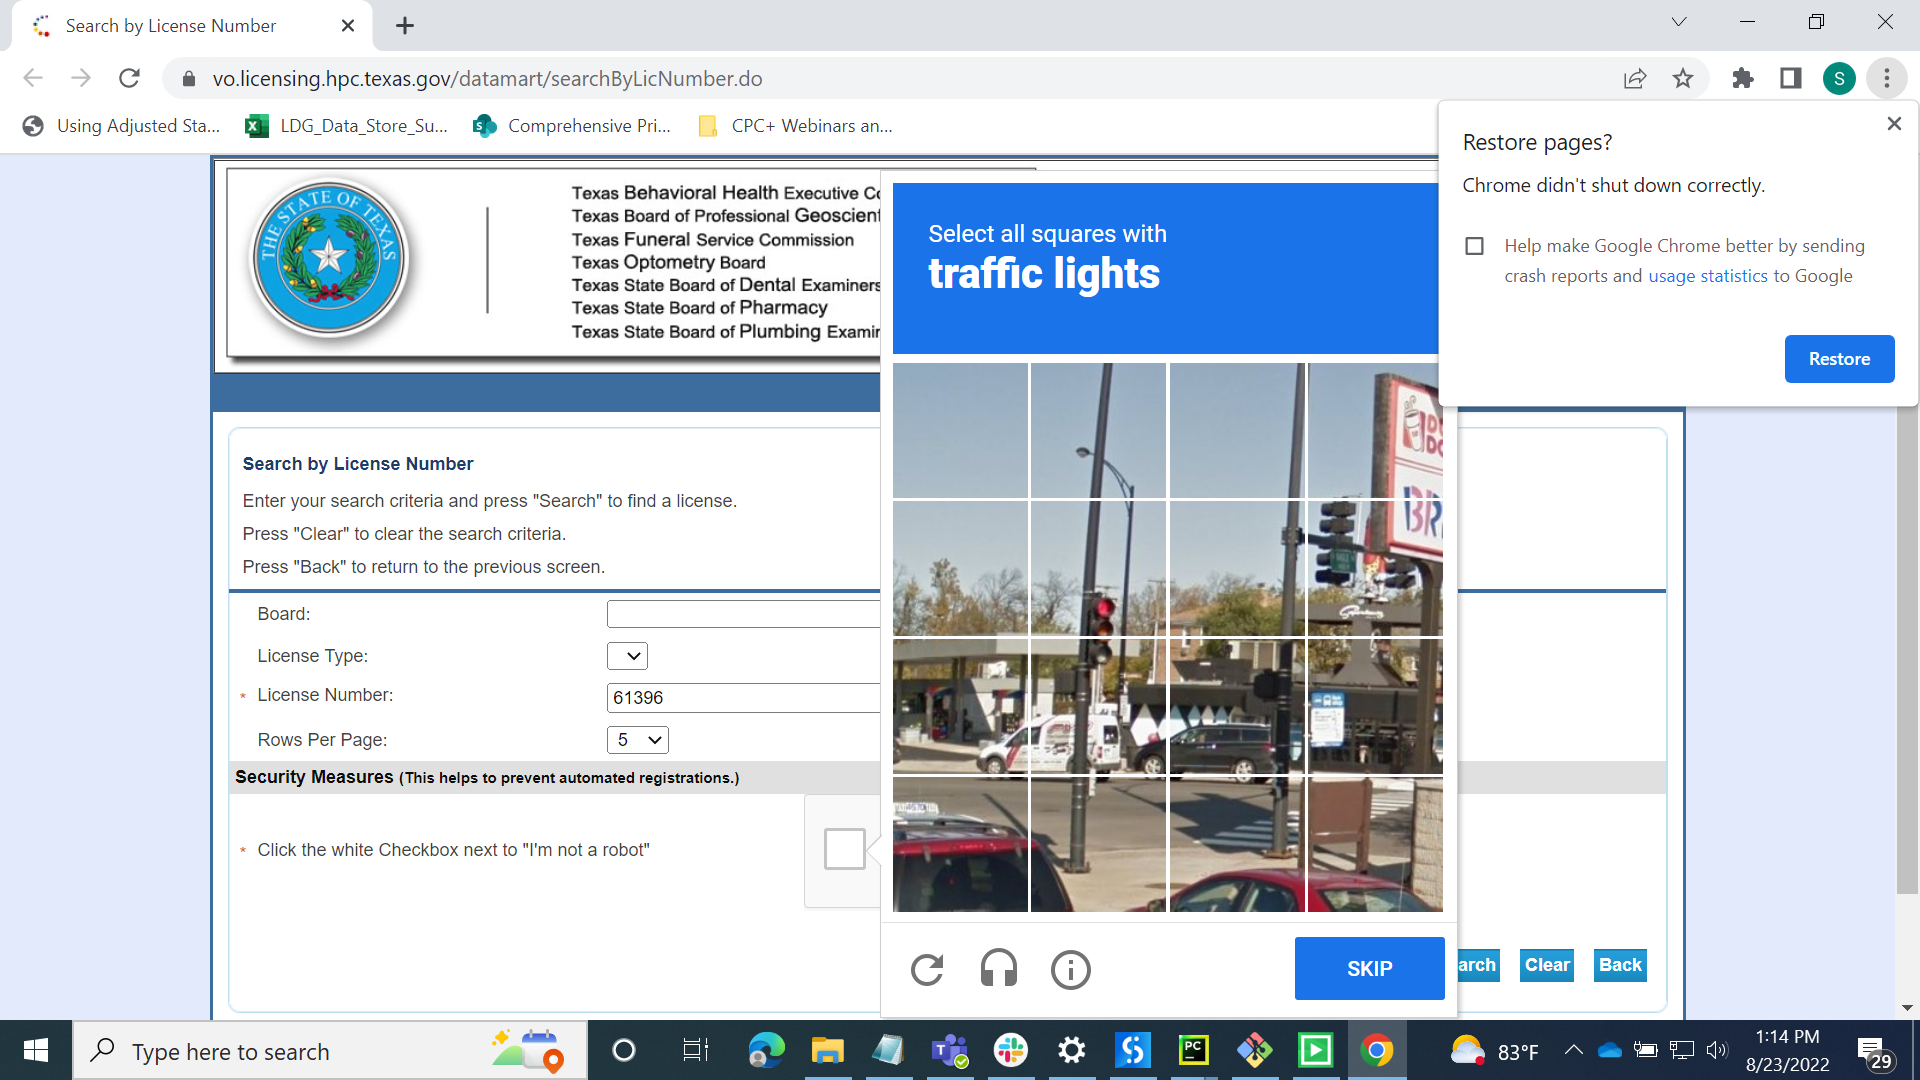 Search by License Number
vo.licensing.hpc.texas.gov/datamart/searchByLicNumber.do
S
Using Adjusted Sta...
LDG_Data_Store_Su...
Comprehensive Pri...
CPC+ Webinars an...
Restore pages?
Chrome didn't shut down correctly.
Help make Google Chrome better by sending
crash reports and usage statistics to Google
Restore
THE STATE OF TEXAS
Texas Behavioral Health Executive
Texas Board of Professional
Texas Funeral Service Commission
Texas Optometry Board
Texas State Board of Dental Examiners
Texas State Board of Pharmacy
Texas State Board of Plumbing
Select all squares with
traffic lights
Search by License Number
Enter your search criteria and press "Search" to find a license.
Press "Clear" to clear the search criteria.
Press "Back" to return to the previous screen.
Board:
License Type:
* License Number:
61396
Rows Per Page:
5
Security Measures (This helps to prevent automated registrations.)
* Click the white Checkbox next to "I'm not a robot"
SKIP
arch
Clear
Back
Type here to search
PC
83°F
1:14 PM
8/23/2022
29